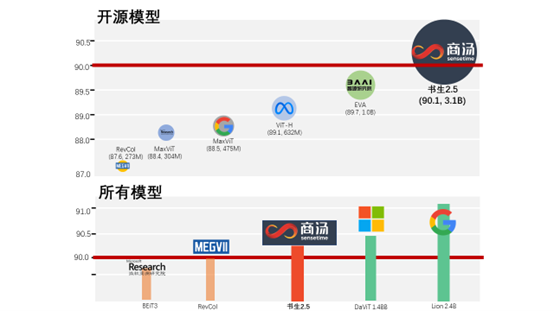 开源模型
90.5
90.0
89.5
89.0
88.0
87.0
商汤
sensetime
书生2.5
(90.1, 3.1B)
EVA
(89.7, 1.0B)
ViT-H
(89.1, 632M)
MaxViT
(88.5, 475M)
MaxViT
(88.4, 304M)
RevCol
(87.6, 273M)
MEGVII
所有模型
91.0
90.5
90.0
商汤
sensetime
MEGVII
Research
BEiT3
RevCol
书生2.5
DaViT 1.4BB
Lion 2.4B